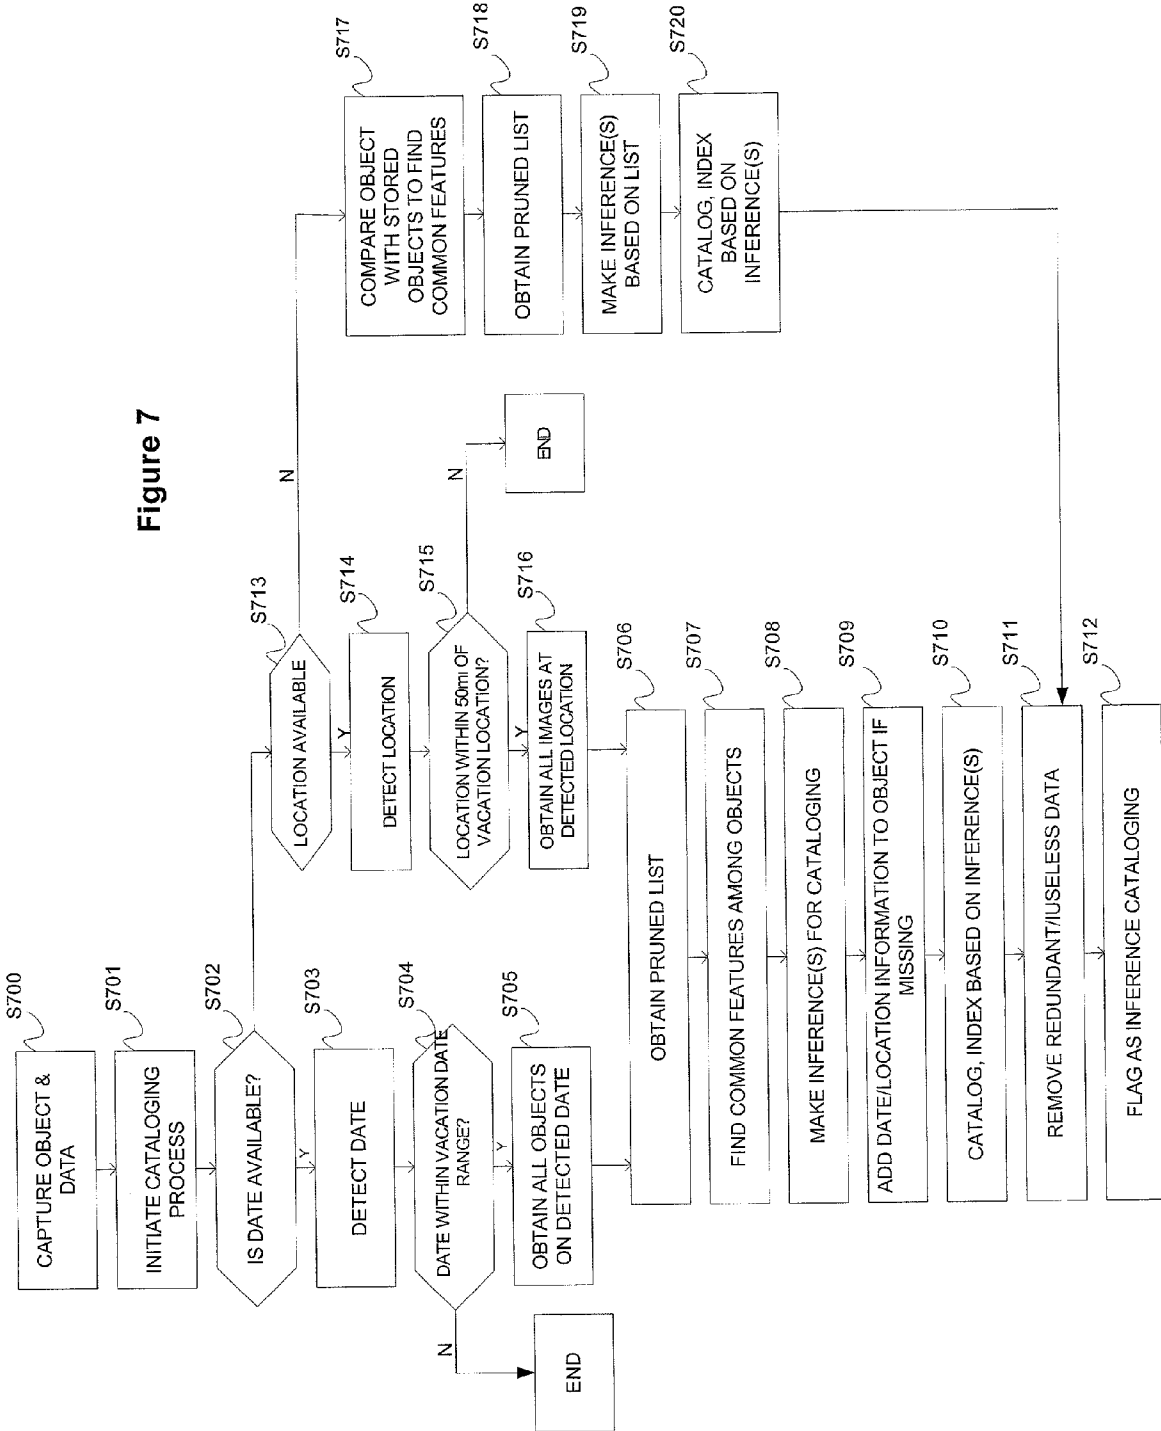 Figure 7
S700
CAPTURE OBJECT &
DATA
S701
INITIATE CATALOGING
PROCESS
S702
IS DATE AVAILABLE?
Y
S703
DETECT DATE
S704
DATE WITHIN VACATION DATE
RANGE?
N
END
Y
S705
OBTAIN ALL OBJECTS
ON DETECTED DATE
S713
LOCATION AVAILABLE
N
Y
S714
DETECT LOCATION
S715
LOCATION WITHIN 50mi OF
VACATION LOCATION?
N
END
Y
S716
OBTAIN ALL IMAGES AT
DETECTED LOCATION
S717
COMPARE OBJECT
WITH STORED
OBJECTS TO FIND
COMMON FEATURES
S718
OBTAIN PRUNED LIST
S719
MAKE INFERENCE(S)
BASED ON LIST
S720
CATALOG, INDEX
BASED ON
INFERENCE(S)
S706
OBTAIN PRUNED LIST
S707
FIND COMMON FEATURES AMONG OBJECTS
S708
MAKE INFERENCE(S) FOR CATALOGING
S709
ADD DATE/LOCATION INFORMATION TO OBJECT IF
MISSING
S710
CATALOG, INDEX BASED ON INFERENCE(S)
S711
REMOVE REDUNDANT/IUSELESS DATA
S712
FLAG AS INFERENCE CATALOGING